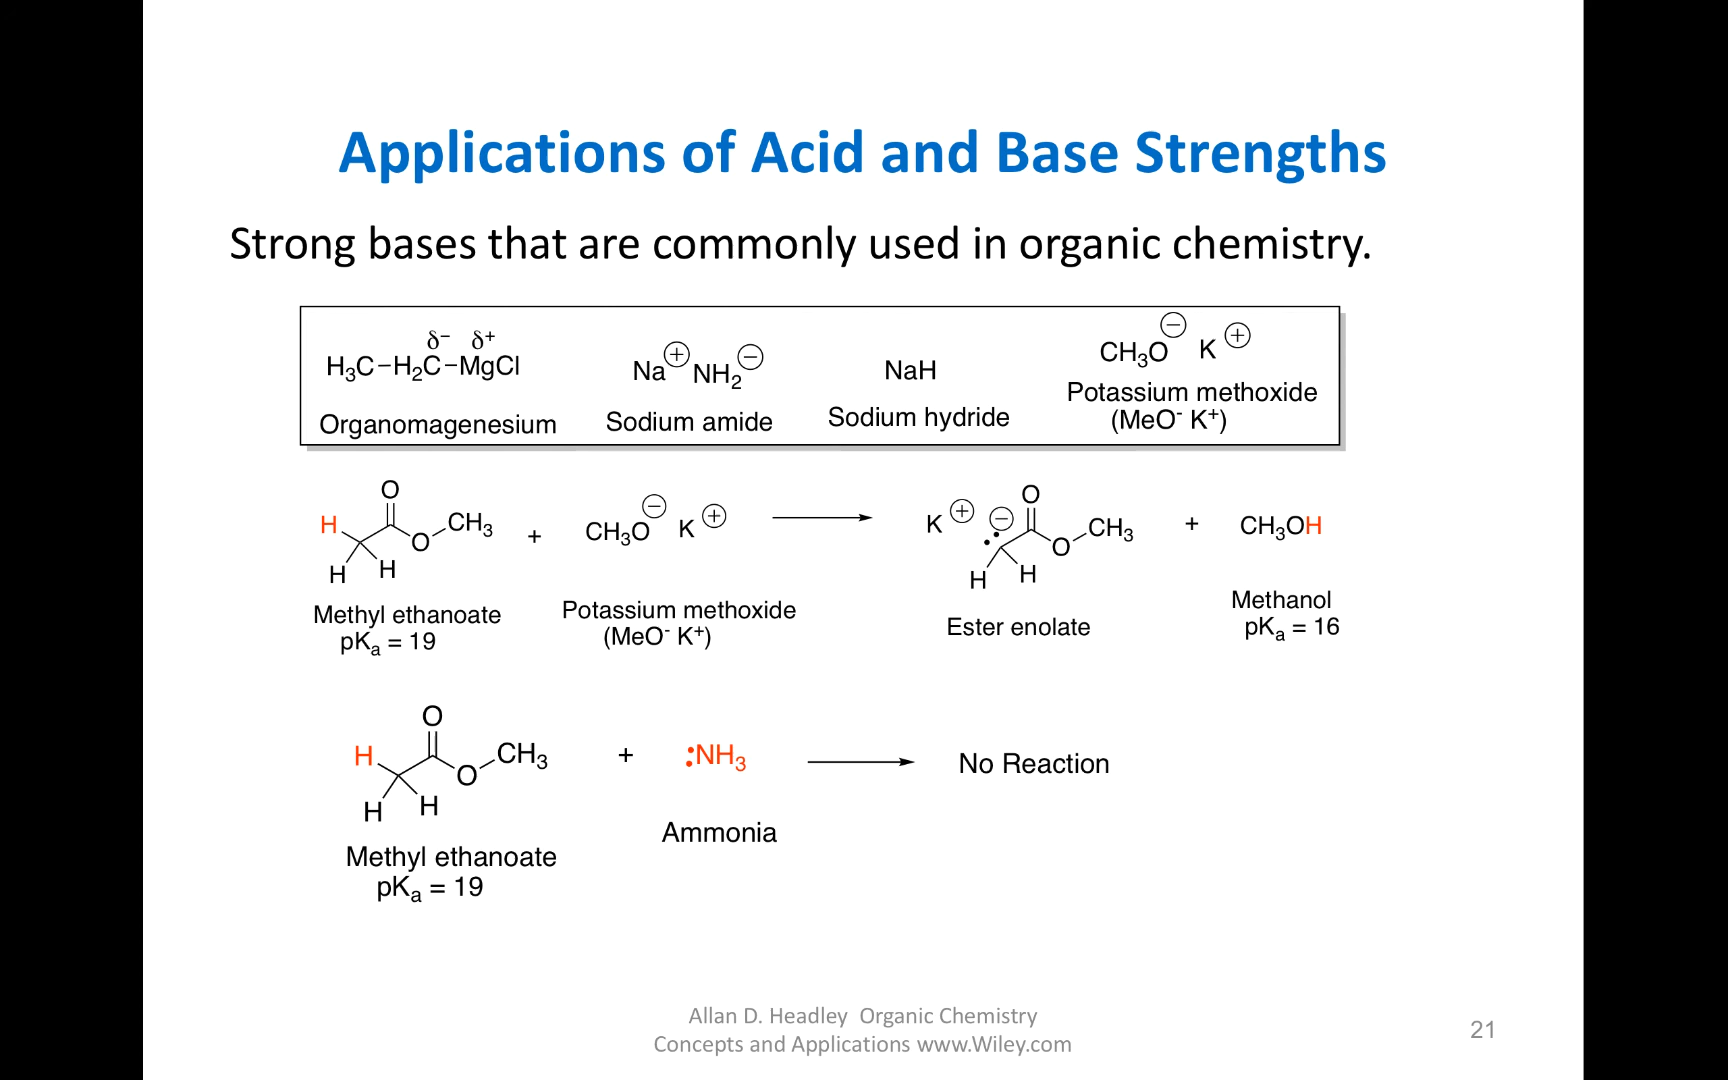 Applications of Acid and Base Strengths
Strong bases that are commonly used in organic chemistry.
δ− δ+
H₃C−H₂C−MgCl
Organomagenesium
Na⊕ NH₂⊖
Sodium amide
NaH
Sodium hydride
CH₃O⊖ K⊕
Potassium methoxide
(MeO⁻ K⁺)
O
H
O
CH₃
H H
Methyl ethanoate
pKₐ = 19
+
CH₃O⊖ K⊕
Potassium methoxide
(MeO⁻ K⁺)
K⊕ ⊖
O
O
CH₃
H H
Ester enolate
+
CH₃OH
Methanol
pKₐ = 16
O
H
O
CH₃
H H
Methyl ethanoate
pKₐ = 19
+
:NH₃
Ammonia
No Reaction
Allan D. Headley Organic Chemistry
Concepts and Applications www.Wiley.com
21